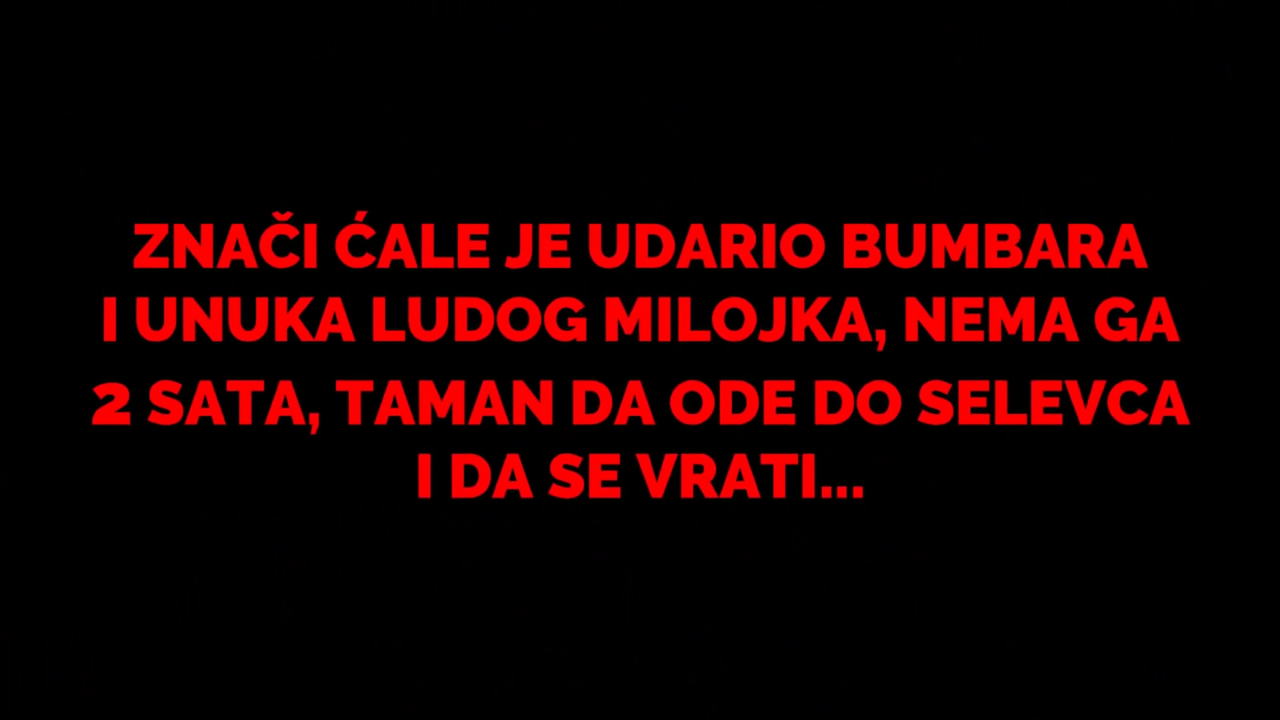 ZNAČI ĆALE JE UDARIO BUMBARA
I UNUKA LUDOG MILOJKA, NEMA GA
2 SATA, TAMAN DA ODE DO SELEVCA
I DA SE VRATI...